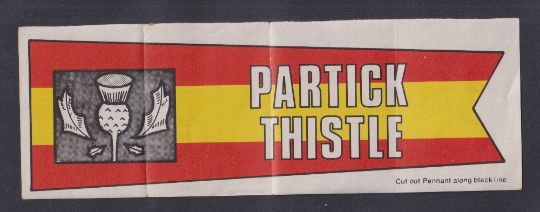 PARTICK
THISTLE
Cut out Pennant along black line